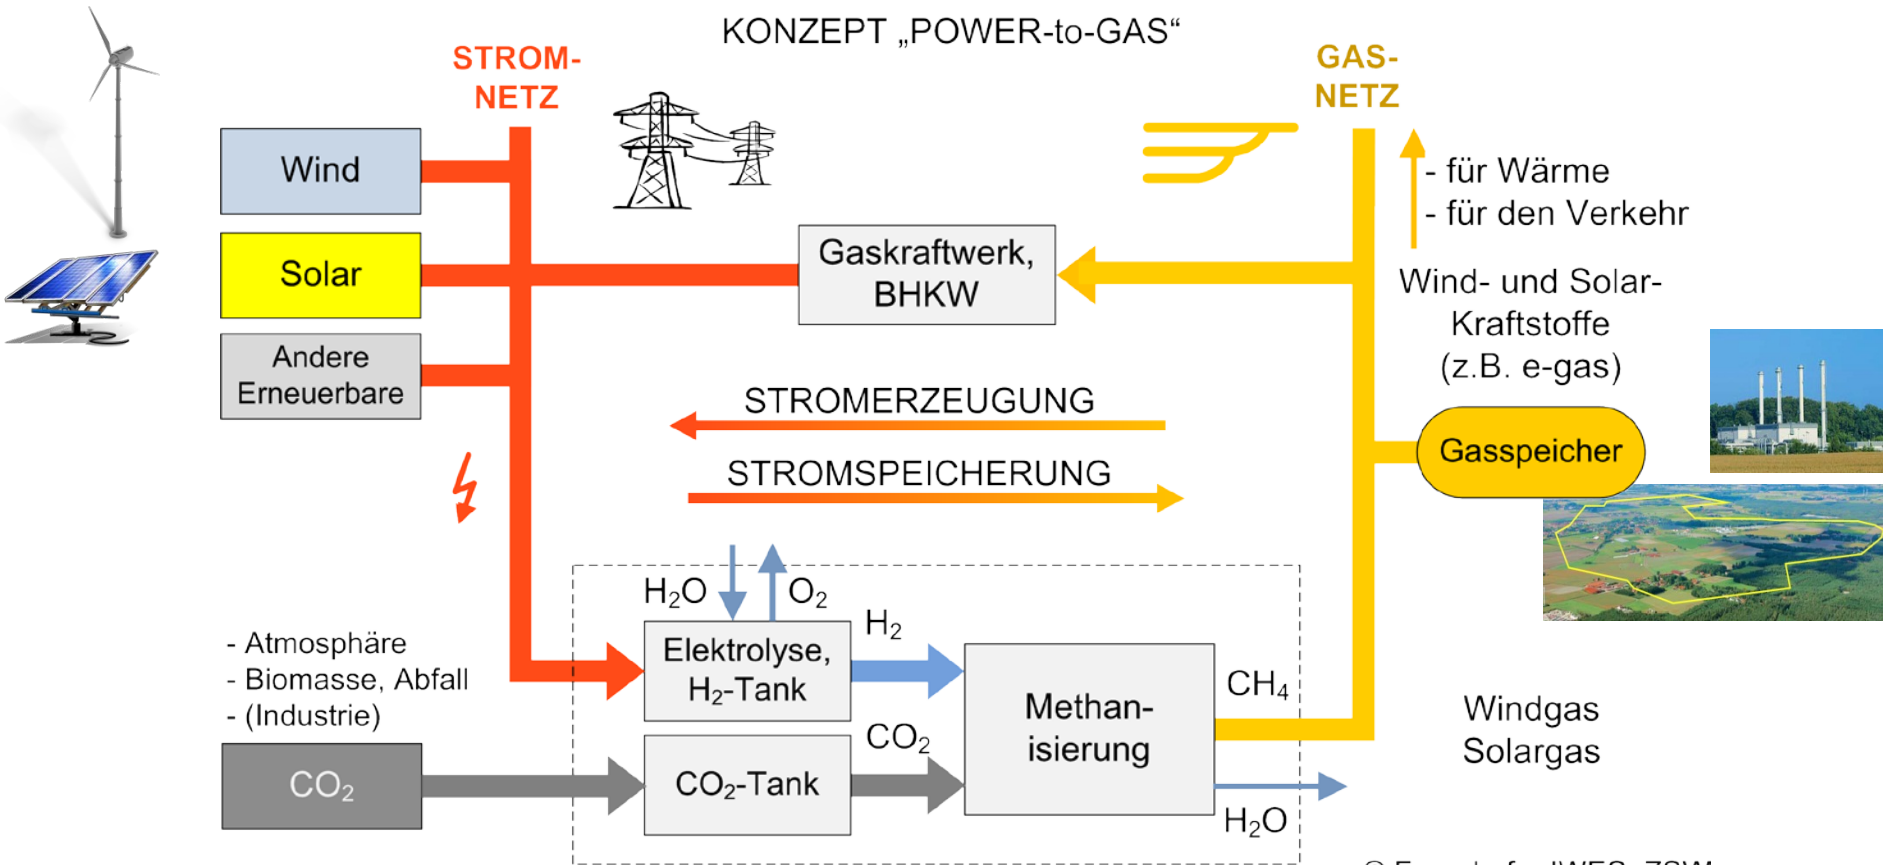 KONZEPT „POWER-to-GAS“
STROM-
NETZ
GAS-
NETZ
Wind
Solar
Andere
Erneuerbare
Gaskraftwerk,
BHKW
- für Wärme
- für den Verkehr
Wind- und Solar-
Kraftstoffe
(z.B. e-gas)
STROMERZEUGUNG
STROMSPEICHERUNG
Gasspeicher
H₂O
O₂
- Atmosphäre
- Biomasse, Abfall
- (Industrie)
Elektrolyse,
H₂-Tank
H₂
CO₂
CO₂-Tank
CO₂
Methan-
isierung
CH₄
H₂O
Windgas
Solargas